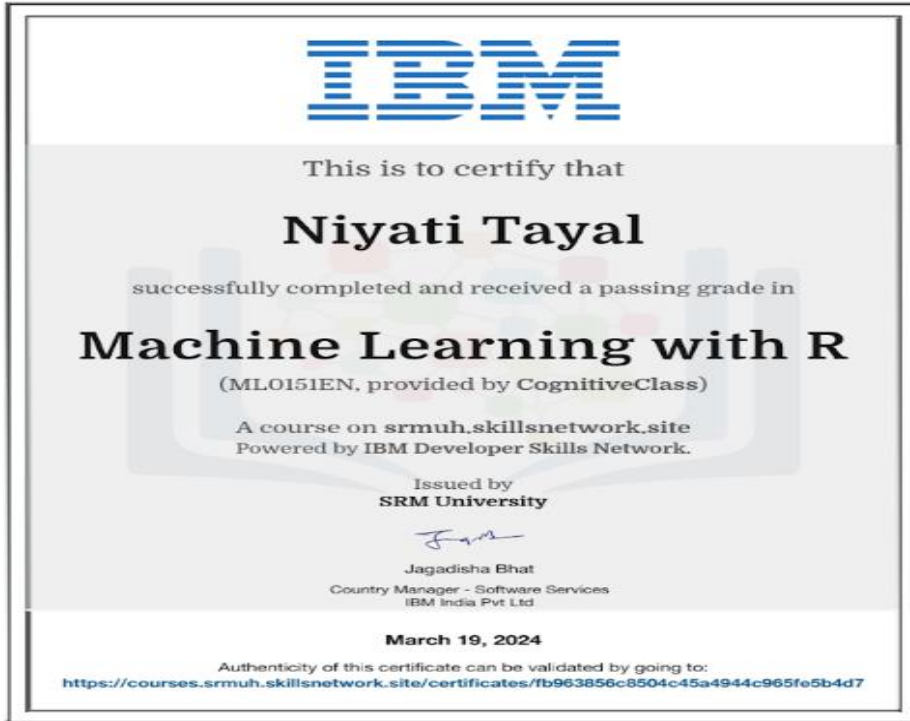 IBM
This is to certify that
Niyati Tayal
successfully completed and received a passing grade in
Machine Learning with R
(ML0151EN, provided by CognitiveClass)
A course on srmuh.skillsnetwork.site
Powered by IBM Developer Skills Network.
Issued by
SRM University
Jagadisha Bhat
Country Manager - Software Services
IBM India Pvt Ltd
March 19, 2024
Authenticity of this certificate can be validated by going to:
https://courses.srmuh.skillsnetwork.site/certificates/fb963856c8504c45a4944c965fe5b4d7